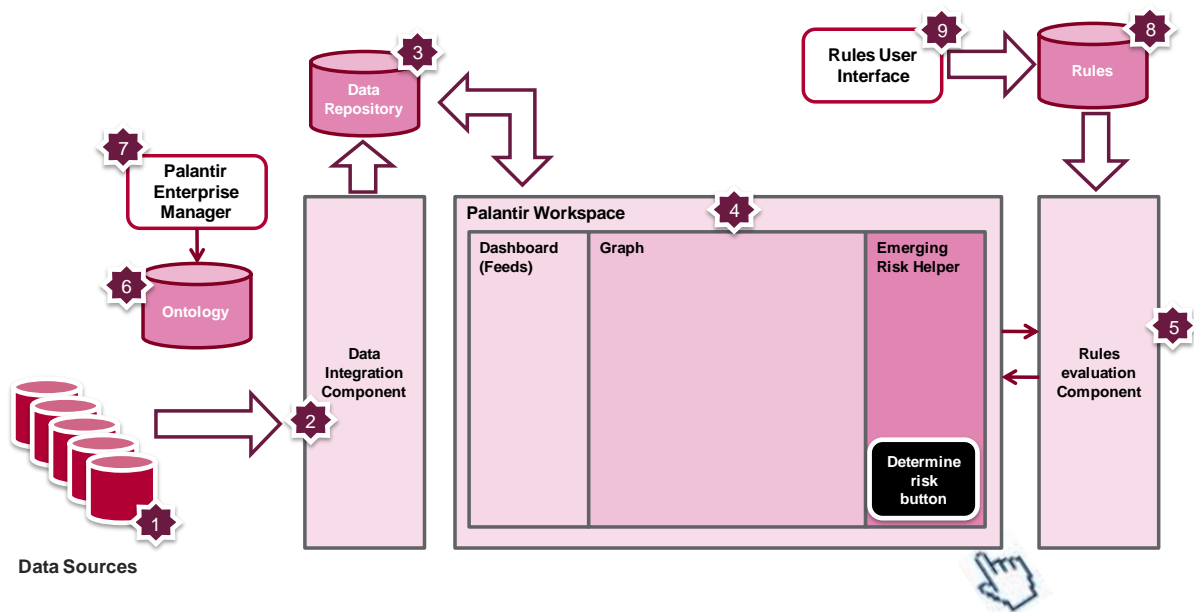 3
Data
Repository
9
Rules User
Interface
8
Rules
7
Palantir
Enterprise
Manager
6
Ontology
Data
Integration
Component
2
1
Data Sources
Palantir Workspace
4
Dashboard
(Feeds)
Graph
Emerging
Risk Helper
Determine
risk
button
5
Rules
evaluation
Component